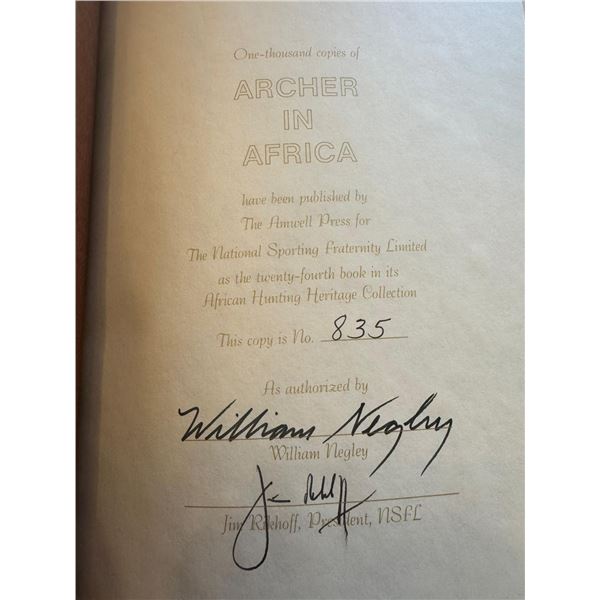 One-thousand copies of
ARCHER
IN
AFRICA
have been published by
The Amwell Press for
The National Sporting Fraternity Limited
as the twenty-fourth book in its
African Hunting Heritage Collection
This copy is No. 835
As authorized by
William Negley
William Negley
Jim Rikhoff
Jim Rikhoff, President, NSFL